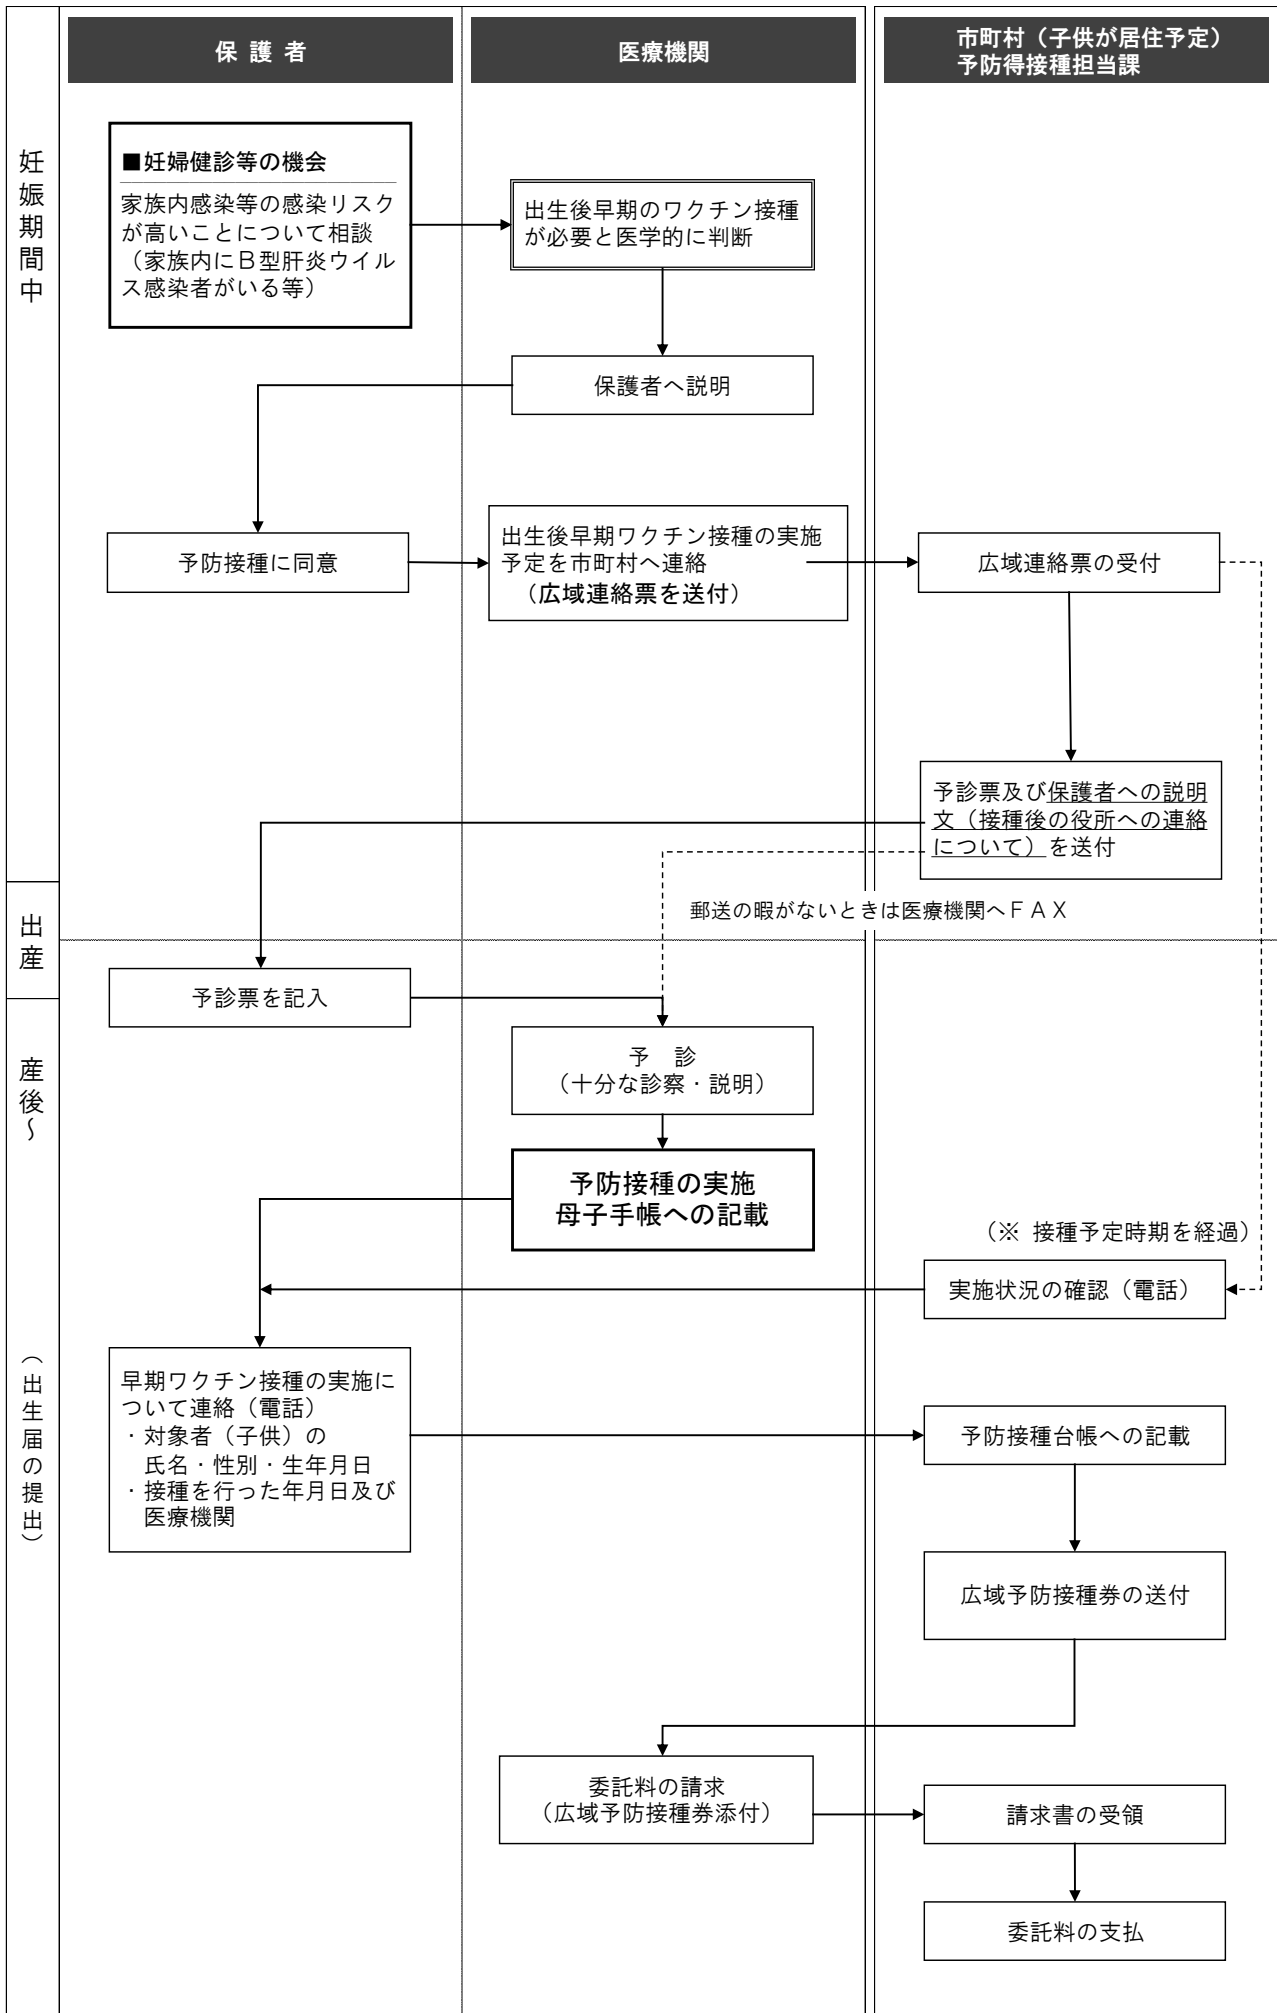 保護者
医療機関
市町村（子供が居住予定）
予防得接種担当課
妊娠期間中
■妊婦健診等の機会
家族内感染等の感染リスク
が高いことについて相談
（家族内にＢ型肝炎ウイル
ス感染者がいる等）
出生後早期のワクチン接種
が必要と医学的に判断
保護者へ説明
予防接種に同意
出生後早期ワクチン接種の実施
予定を市町村へ連絡
（広域連絡票を送付）
広域連絡票の受付
予診票及び保護者への説明
文（接種後の役所への連絡
について）を送付
郵送の暇がないときは医療機関へＦＡＸ
出産
予診票を記入
産後～
予　診
（十分な診察・説明）
予防接種の実施
母子手帳への記載
（※ 接種予定時期を経過）
実施状況の確認（電話）
（出生届の提出）
早期ワクチン接種の実施に
ついて連絡（電話）
・対象者（子供）の
氏名・性別・生年月日
・接種を行った年月日及び
医療機関
予防接種台帳への記載
広域予防接種券の送付
委託料の請求
（広域予防接種券添付）
請求書の受領
委託料の支払